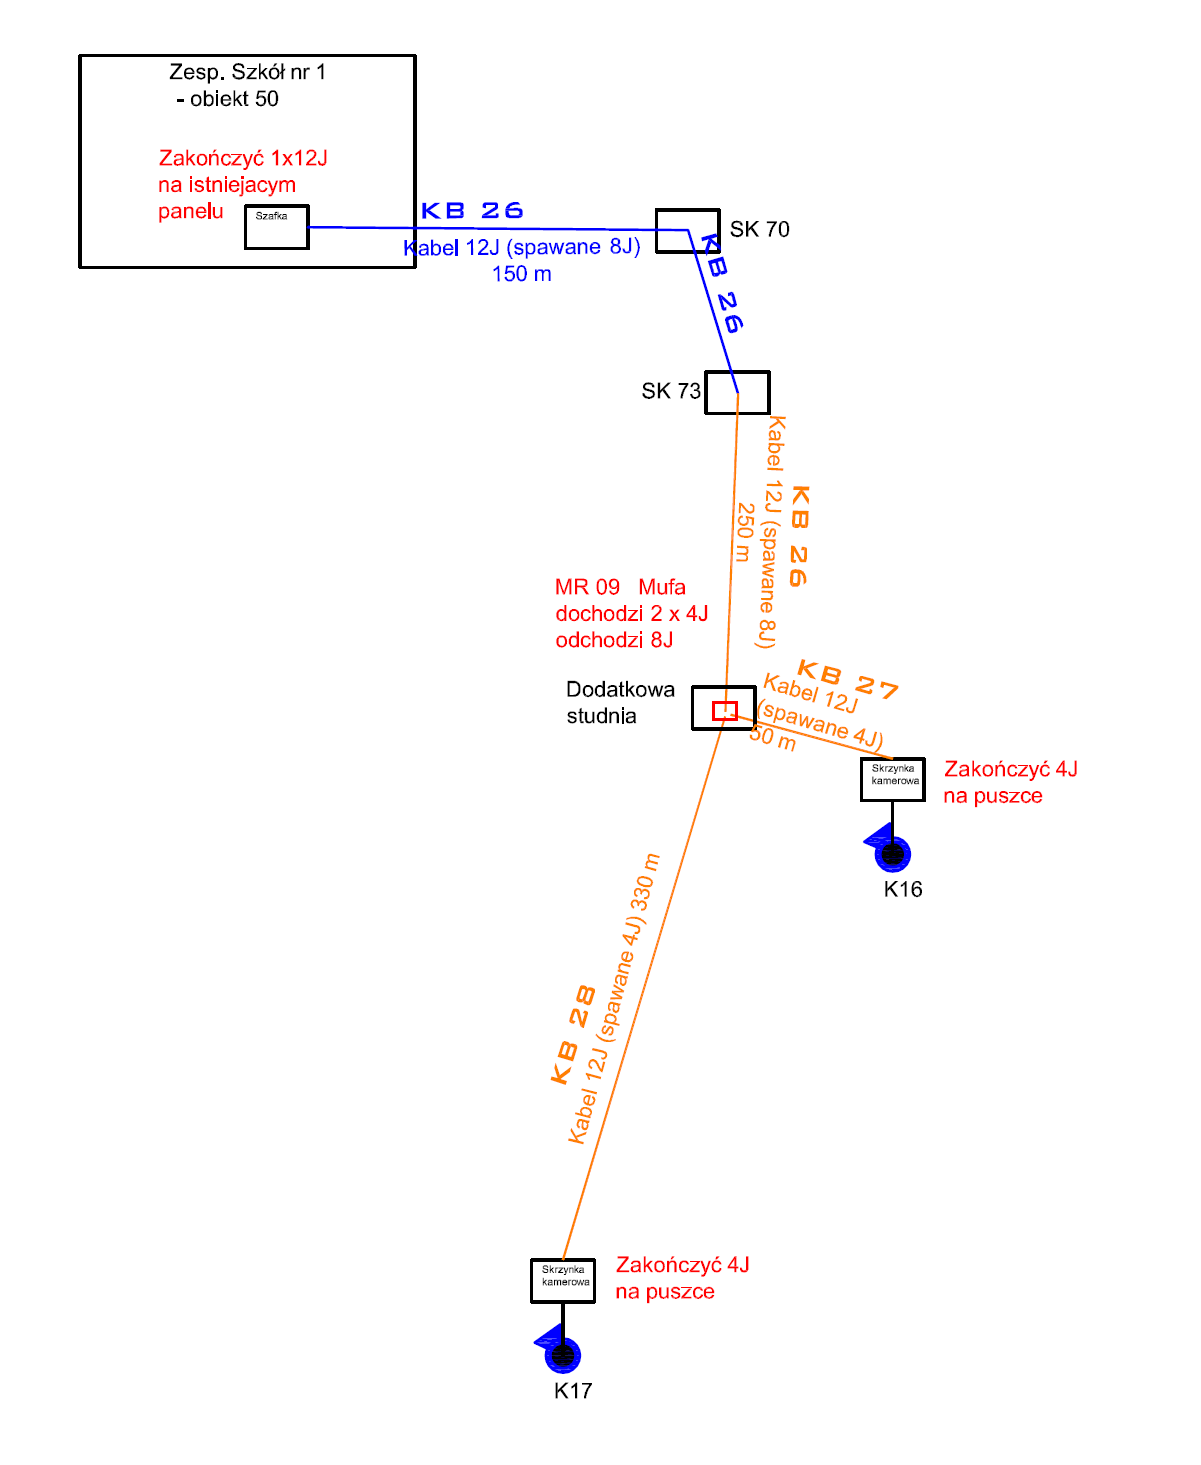 Zesp. Szkół nr 1
- obiekt 50
Zakończyć 1x12J
na istniejacym
panelu
Szafka
KB 26
Kabel 12J (spawane 8J)
150 m
SK 70
KB 26
SK 73
Kabel 12J (spawane 8J)
250 m
KB 26
MR 09 Mufa
dochodzi 2 x 4J
odchodzi 8J
Dodatkowa
studnia
KB 27
Kabel 12J
(spawane 4J)
50 m
Skrzynka
kamerowa
Zakończyć 4J
na puszce
K16
KB 28
Kabel 12J (spawane 4J) 330 m
Skrzynka
kamerowa
Zakończyć 4J
na puszce
K17